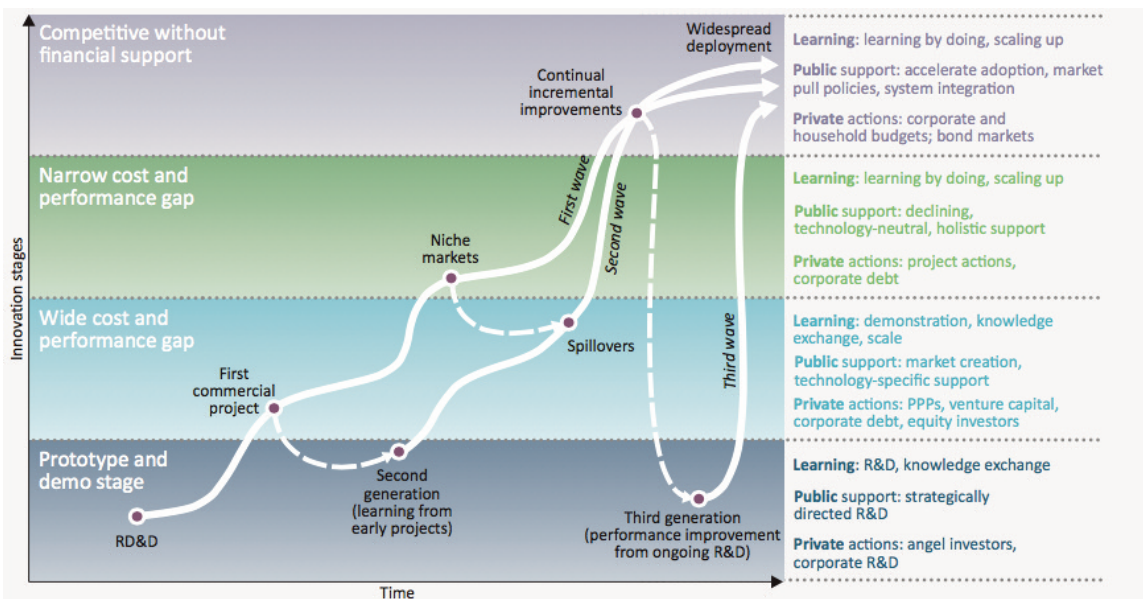 Competitive without
financial support
Widespread
deployment
Continual
incremental
improvements
Learning: learning by doing, scaling up
Public support: accelerate adoption, market
pull policies, system integration
Private actions: corporate and
household budgets; bond markets
Narrow cost and
performance gap
Niche
markets
First wave
Second wave
Learning: learning by doing, scaling up
Public support: declining,
technology-neutral, holistic support
Private actions: project actions,
corporate debt
Wide cost and
performance gap
First
commercial
project
Spillovers
Third wave
Learning: demonstration, knowledge
exchange, scale
Public support: market creation,
technology-specific support
Private actions: PPPs, venture capital,
corporate debt, equity investors
Prototype and
demo stage
RD&D
Second
generation
(learning from
early projects)
Third generation
(performance improvement
from ongoing R&D)
Learning: R&D, knowledge exchange
Public support: strategically
directed R&D
Private actions: angel investors,
corporate R&D
Innovation stages
Time